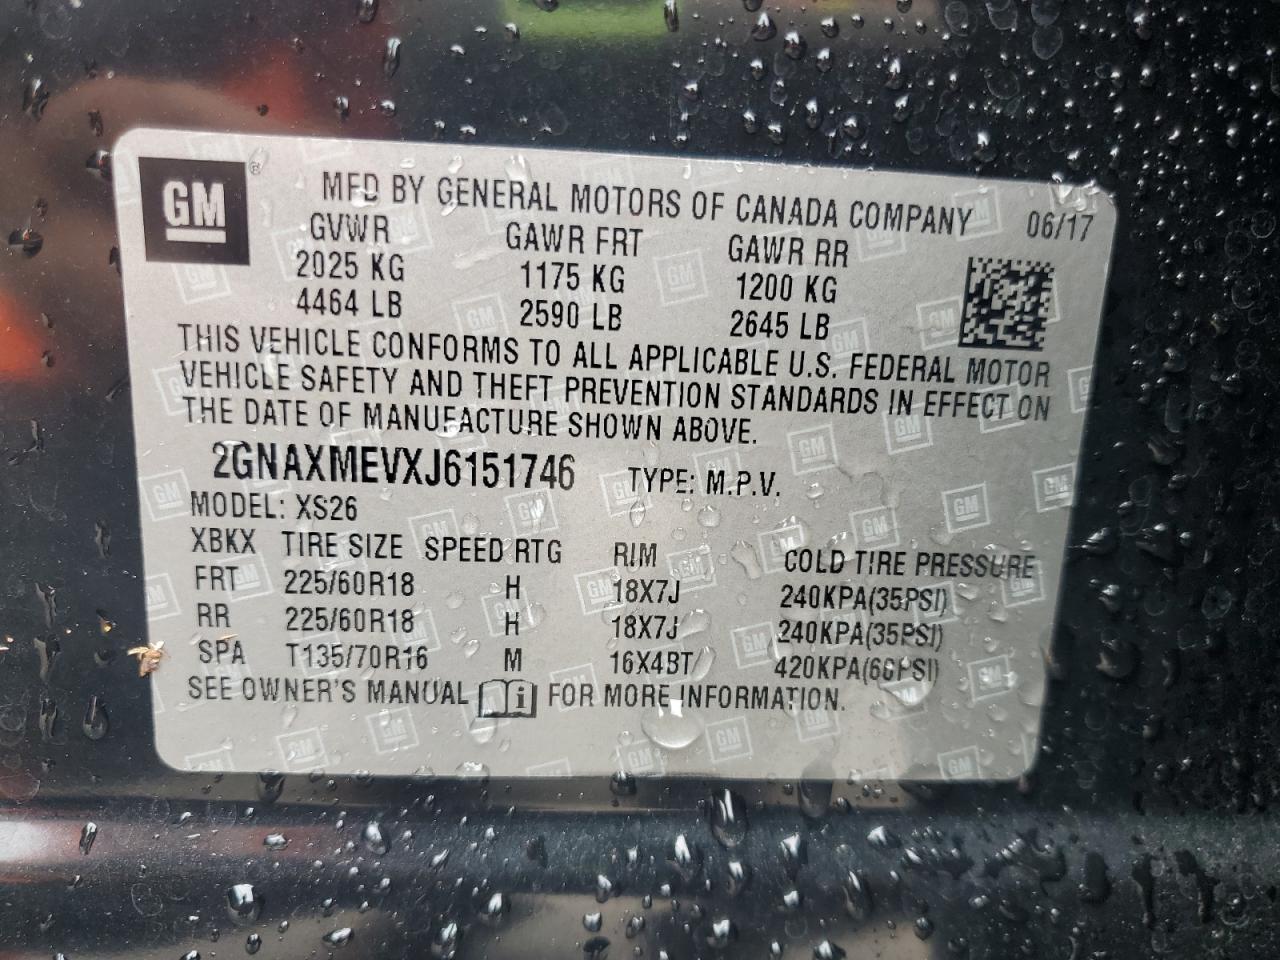 GM ®
MFD BY GENERAL MOTORS OF CANADA COMPANY 06/17
GVWR GAWR FRT GAWR RR
2025 KG 1175 KG 1200 KG
4464 LB 2590 LB 2645 LB
THIS VEHICLE CONFORMS TO ALL APPLICABLE U.S. FEDERAL MOTOR
VEHICLE SAFETY AND THEFT PREVENTION STANDARDS IN EFFECT ON
THE DATE OF MANUFACTURE SHOWN ABOVE.
2GNAXMEVXJ6151746 TYPE: M.P.V.
MODEL: XS26
XBKX TIRE SIZE SPEED RTG RIM COLD TIRE PRESSURE
FRT 225/60R18 H 18X7J 240KPA(35PSI)
RR 225/60R18 H 18X7J 240KPA(35PSI)
SPA T135/70R16 M 16X4BT 420KPA(60PSI)
SEE OWNER'S MANUAL i FOR MORE INFORMATION.